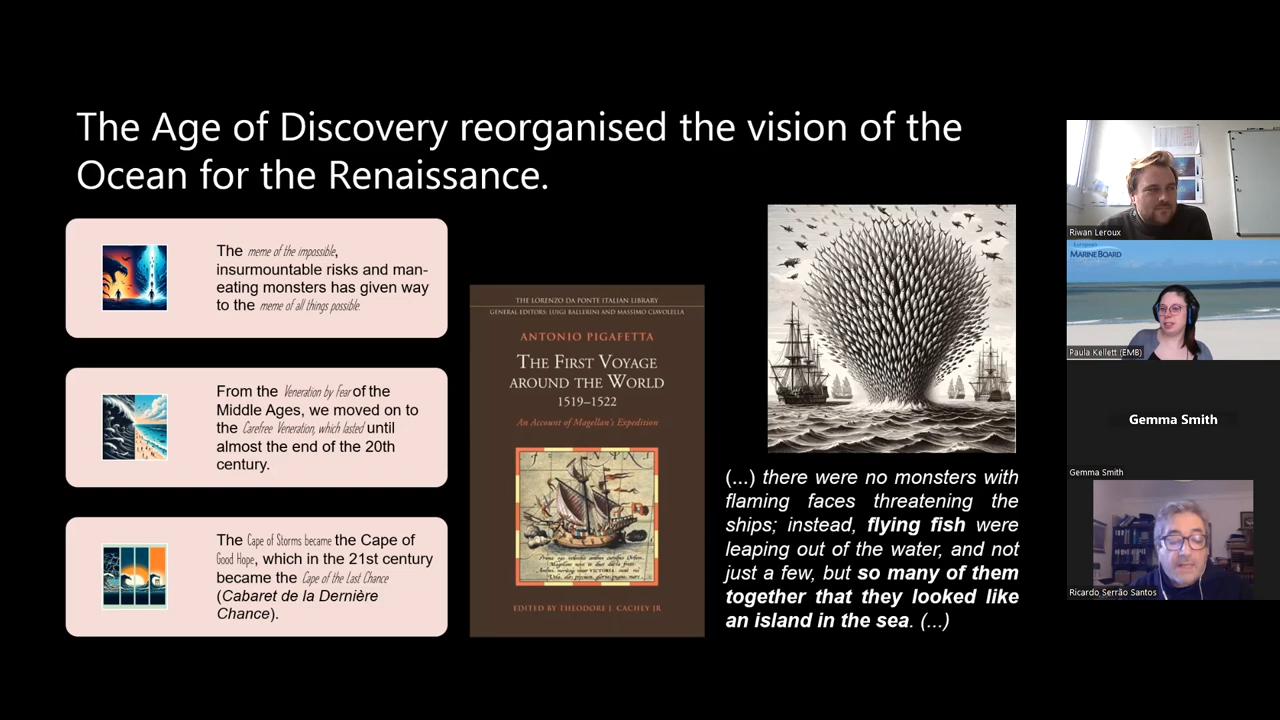 The Age of Discovery reorganised the vision of the
Ocean for the Renaissance.
The meme of the impossible,
insurmountable risks and man-
eating monsters has given way
to the meme of all things possible.
From the Veneration by Fear of the
Middle Ages, we moved on to
the Carefree Veneration, which lasted until
almost the end of the 20th
century.
The Cape of Storms became the Cape of
Good Hope, which in the 21st century
became the Cape of the Last Chance
(Cabaret de la Dernière
Chance).
THE LORENZO DA PONTE ITALIAN LIBRARY
GENERAL EDITORS: LUIGI BALLERINI AND MASSIMO CIAVOLELLA
ANTONIO PIGAFETTA
THE FIRST VOYAGE
AROUND THE WORLD
1519–1522
An Account of Magellan's Expedition
EDITED BY THEODORE J. CACHEY JR
(...) there were no monsters with
flaming faces threatening the
ships; instead, flying fish were
leaping out of the water, and not
just a few, but so many of them
together that they looked like
an island in the sea. (...)
Riwan Leroux
European
MARINE BOARD
Paula Kellett (EMB)
Gemma Smith
Gemma Smith
Ricardo Serrão Santos